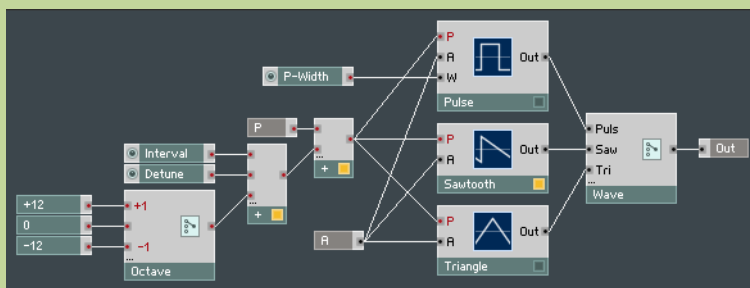 P
A
W
Out
Pulse
P-Width
P
+
Interval
Detune
+
+12
0
-12
+1
-1
...
Octave
...
...
A
P
A
Out
Sawtooth
P
A
Out
Triangle
Puls
Saw
Tri
...
Wave
Out